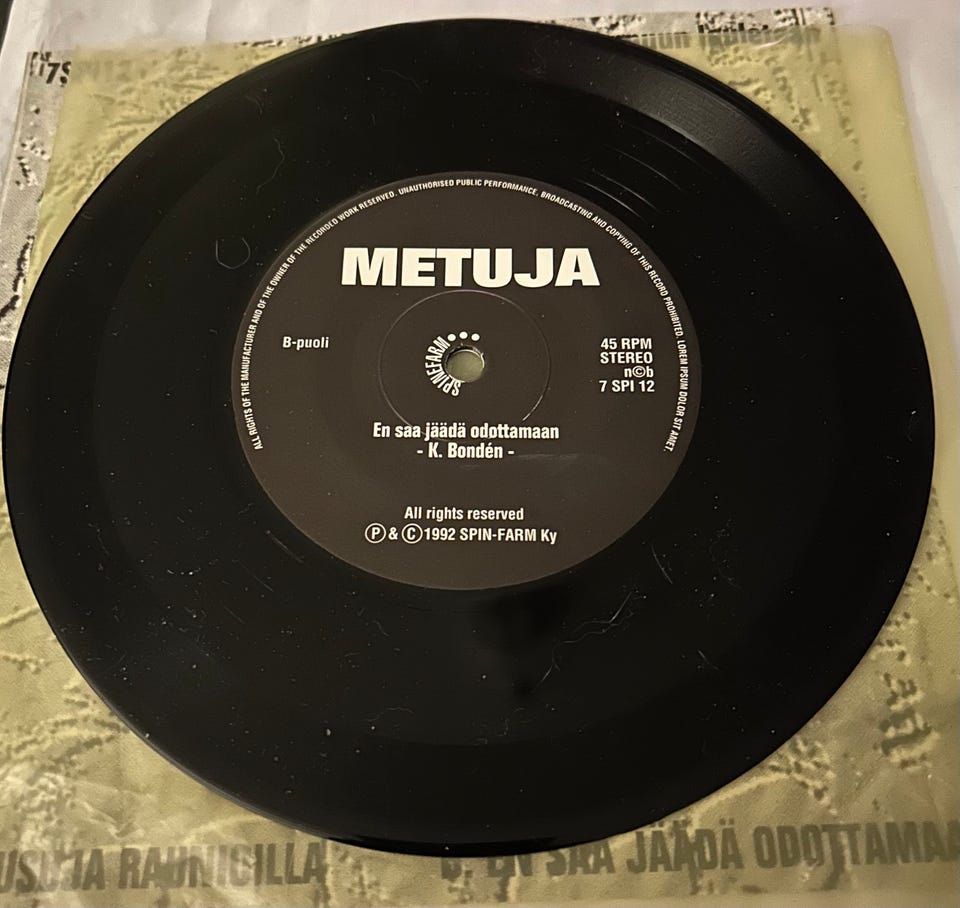 ALL RIGHTS OF THE MANUFACTURER AND OF THE OWNER OF THE RECORDED WORK RESERVED. UNAUTHORISED PUBLIC PERFORMANCE, BROADCASTING AND COPYING OF THIS RECORD PROHIBITED. LOREM IPSUM DOLOR SIT AMET.
METUJA
B-puoli
45 RPM
STEREO
n©b
7 SPI 12
SPINEFARM
En saa jäädä odottamaan
- K. Bondén -
All rights reserved
Ⓟ & Ⓒ 1992 SPIN-FARM Ky
RAUNIOILLA
B. EN SAA JÄÄDÄ ODOTTAMAA